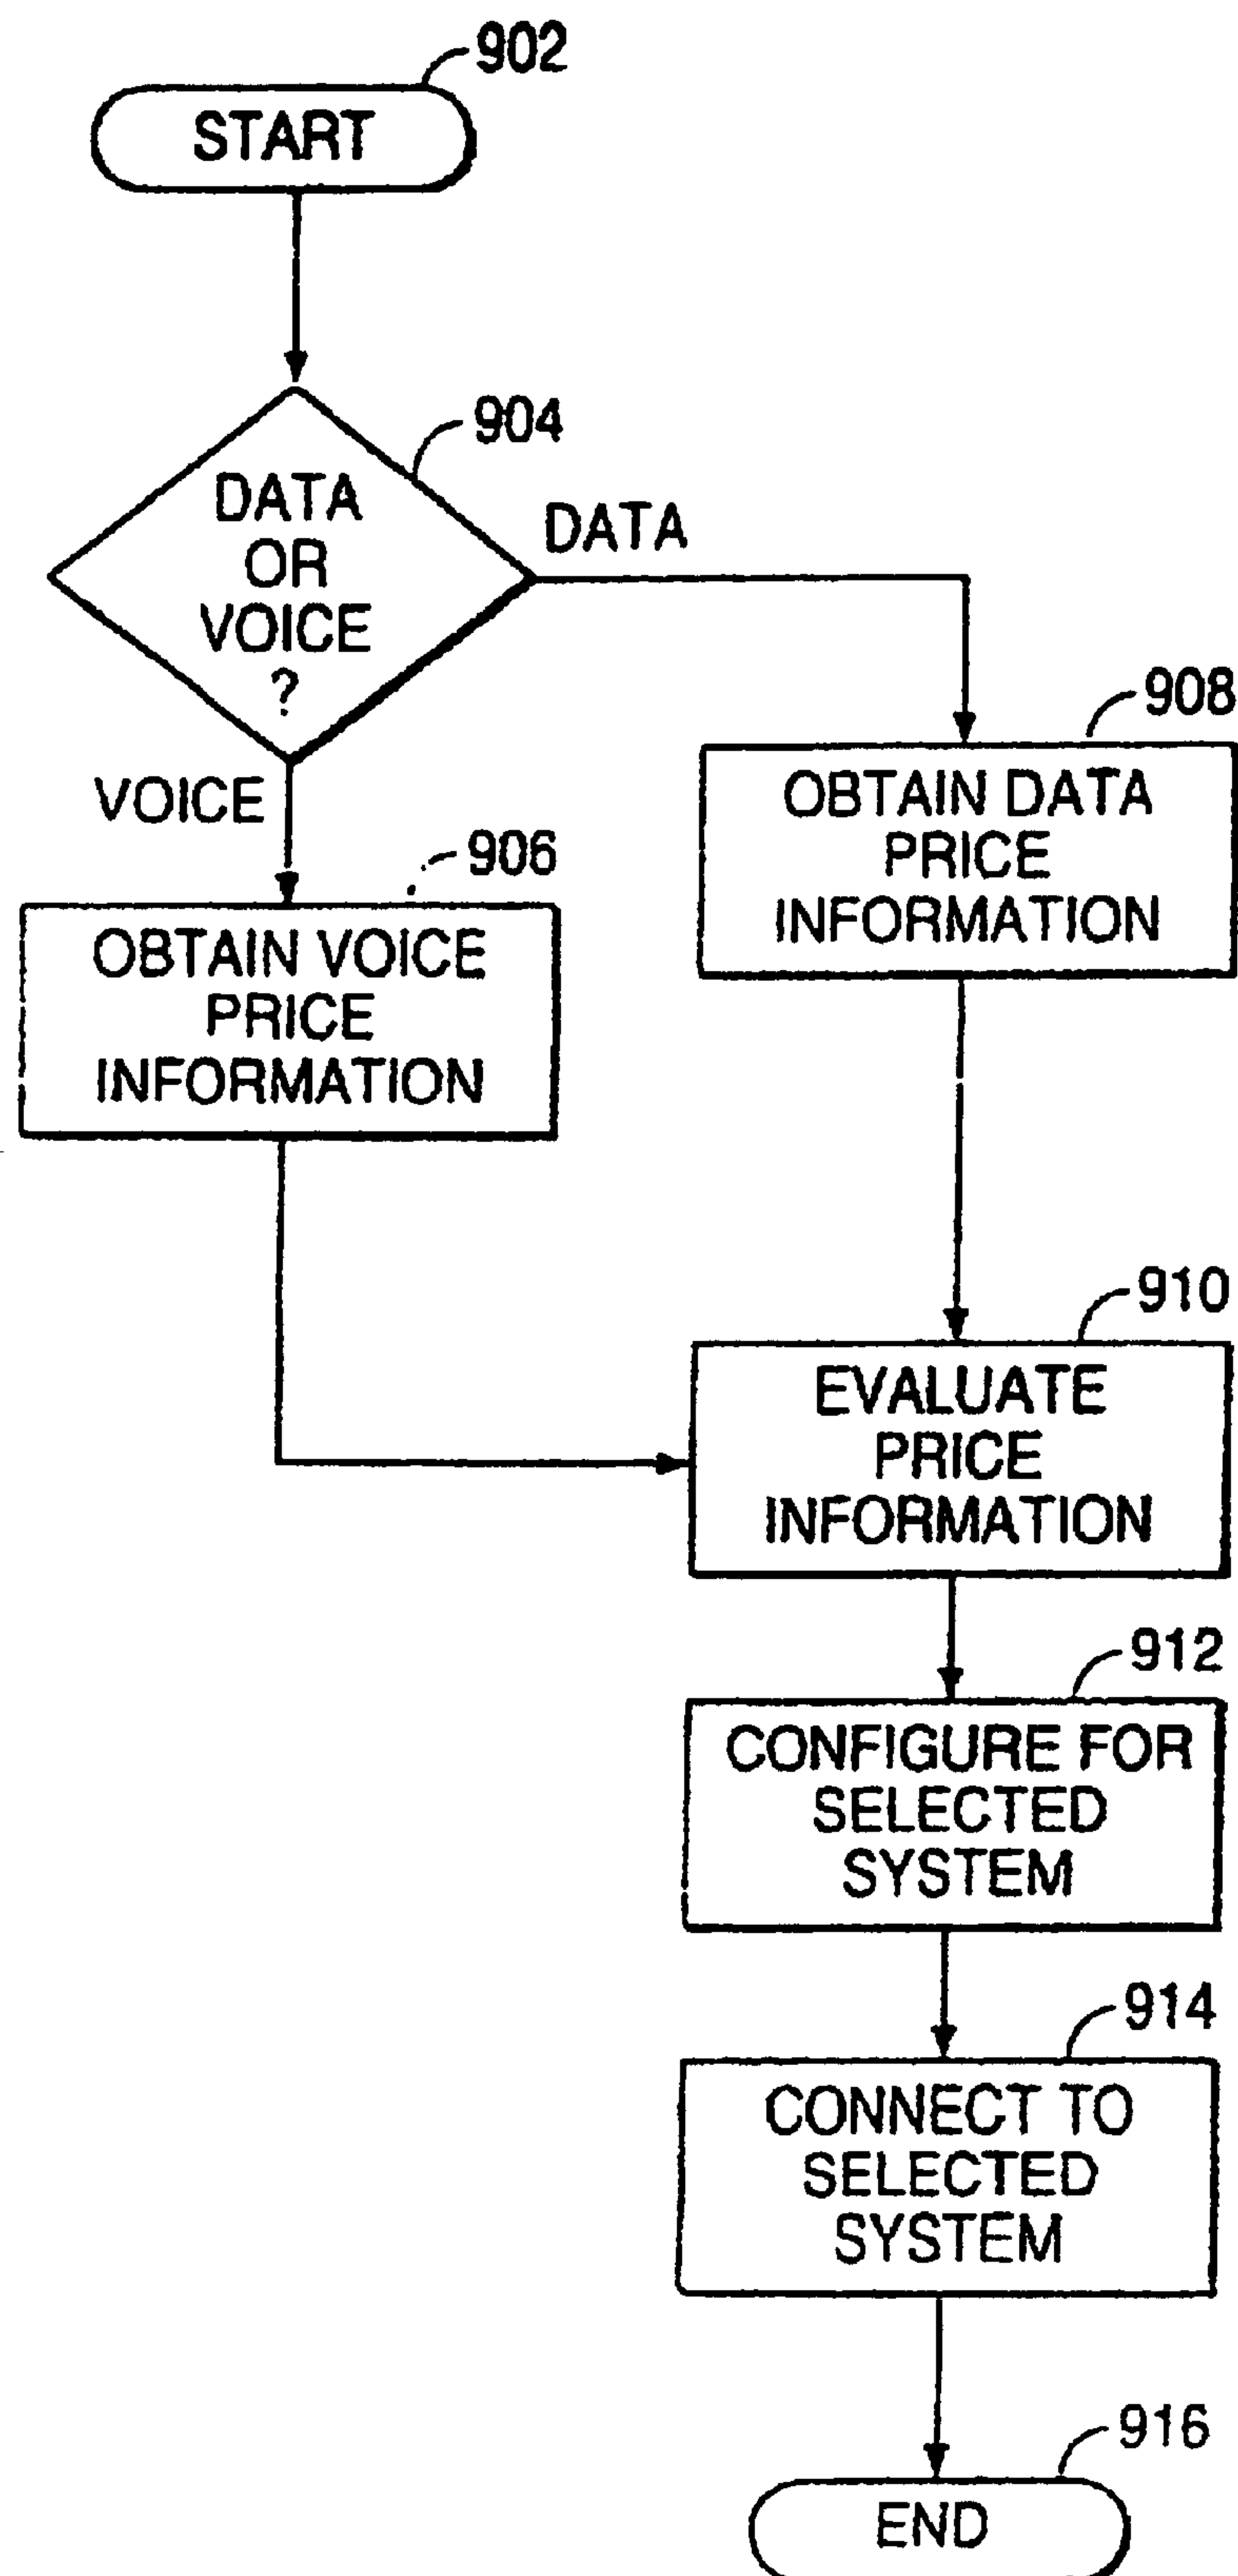 902
START
904
DATA
OR
VOICE
?
DATA
VOICE
908
OBTAIN DATA
PRICE
INFORMATION
906
OBTAIN VOICE
PRICE
INFORMATION
910
EVALUATE
PRICE
INFORMATION
912
CONFIGURE FOR
SELECTED
SYSTEM
914
CONNECT TO
SELECTED
SYSTEM
916
END